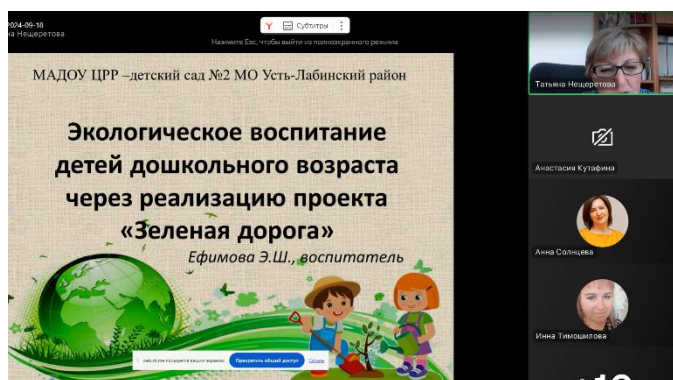 2024-09-18
на Нещеретова
Субтитры
Нажмите Esc, чтобы выйти из полноэкранного режима
МАДОУ ЦРР –детский сад №2 МО Усть-Лабинский район
Экологическое воспитание
детей дошкольного возраста
через реализацию проекта
«Зеленая дорога»
Ефимова Э.Ш., воспитатель
Прекратить общий доступ
Скрыть
Татьяна Нещеретова
Анастасия Кутафина
Анна Солнцева
Инна Тимошилова